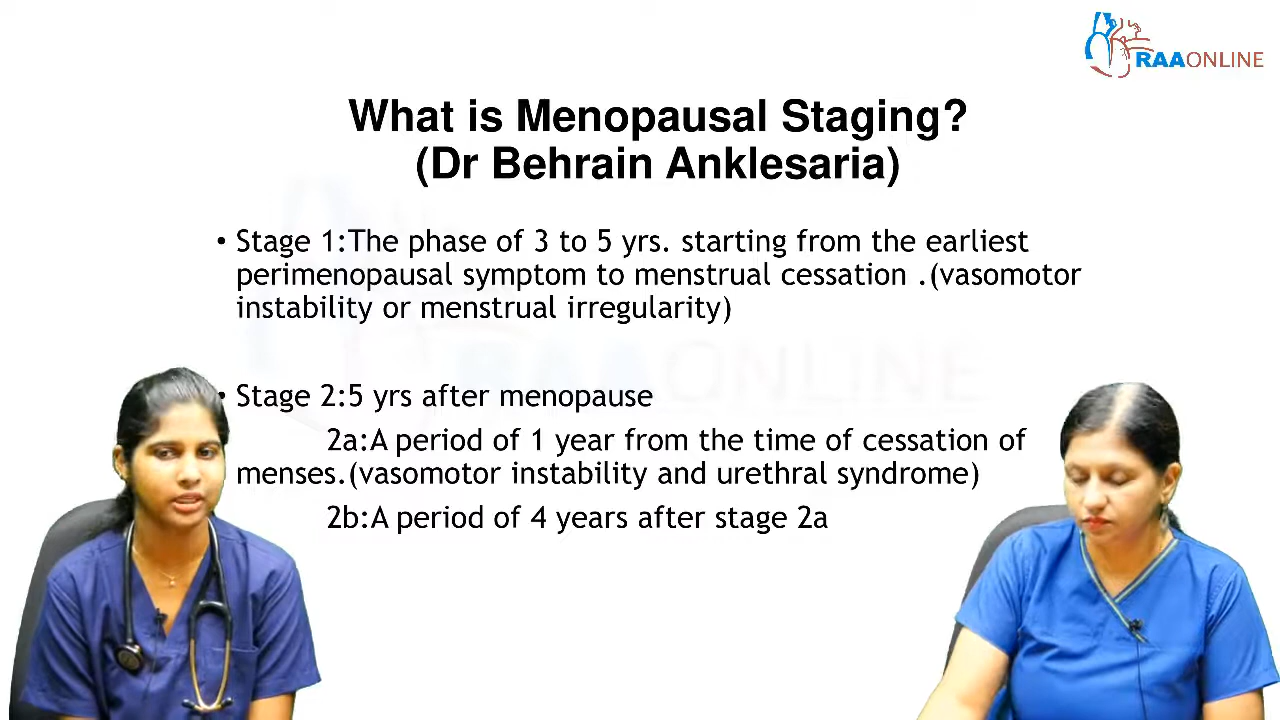 RAAONLINE
What is Menopausal Staging?
(Dr Behrain Anklesaria)
• Stage 1:The phase of 3 to 5 yrs. starting from the earliest
perimenopausal symptom to menstrual cessation .(vasomotor
instability or menstrual irregularity)
RAAONLINE
• Stage 2:5 yrs after menopause
2a:A period of 1 year from the time of cessation of
menses.(vasomotor instability and urethral syndrome)
2b:A period of 4 years after stage 2a